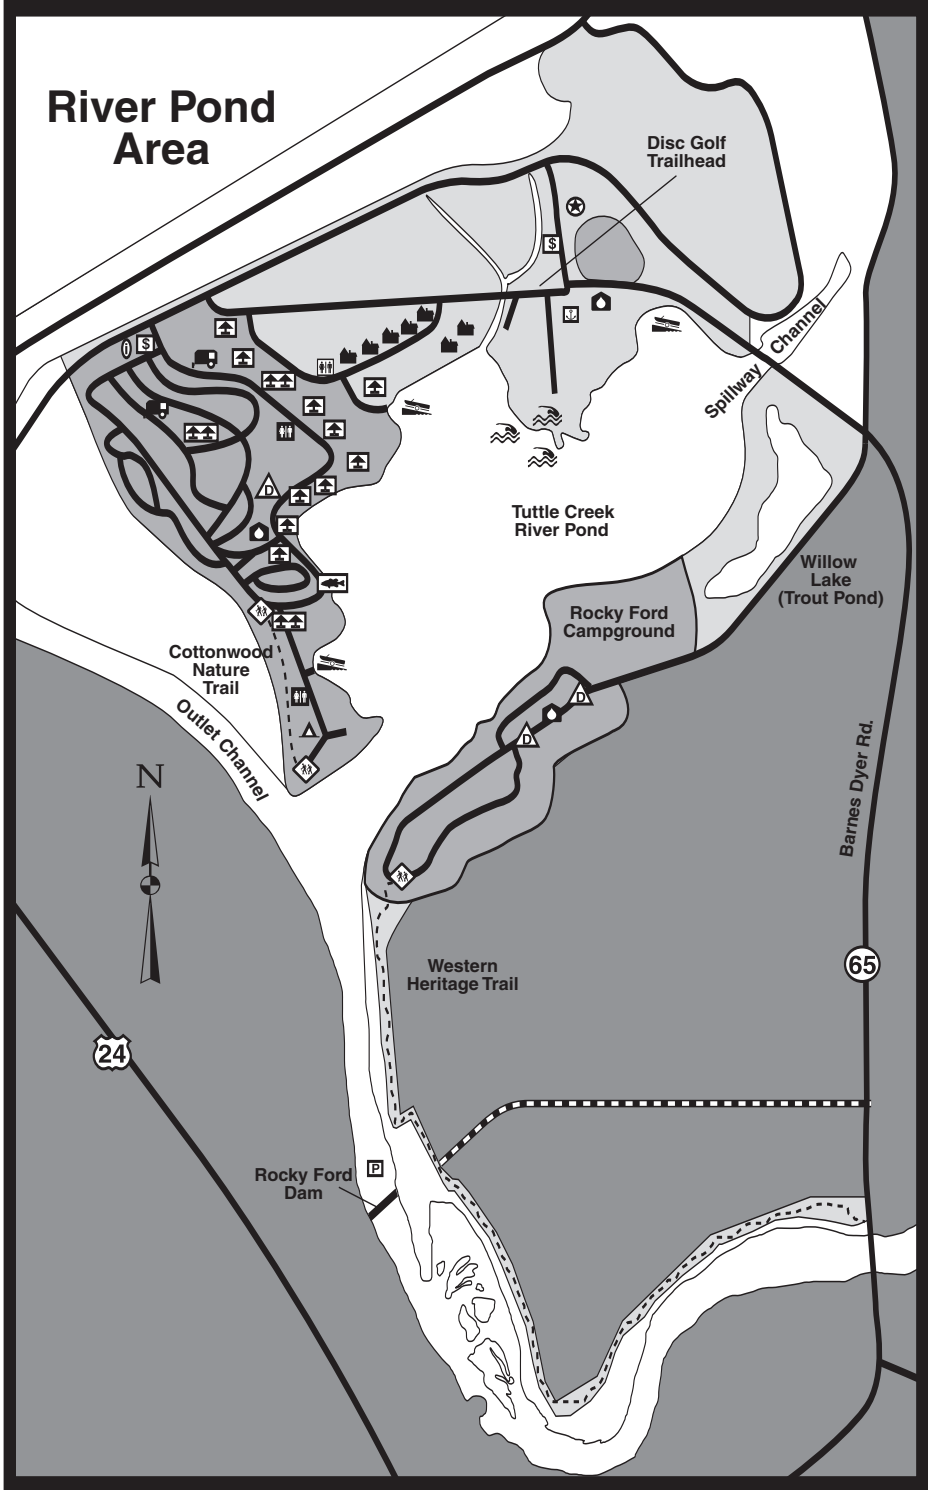 River Pond
Area
Disc Golf
Trailhead
$
Spillway Channel
$
D
Tuttle Creek
River Pond
Willow
Lake
(Trout Pond)
Rocky Ford
Campground
Cottonwood
Nature
Trail
D
D
Outlet Channel
N
Barnes Dyer Rd.
Western
Heritage Trail
65
24
P
Rocky Ford
Dam